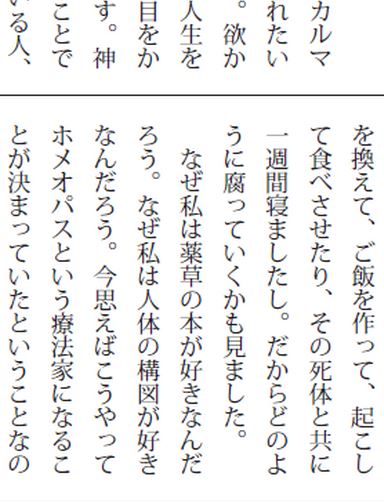 カルマ
れたい
。欲か
人生を
目をか
す。神
ことで
る人、
を換えて、ご飯を作って、起こし
て食べさせたり、その死体と共に
一週間寝ましたし。だからどのよ
うに腐っていくかも見ました。
なぜ私は薬草の本が好きなんだ
ろう。なぜ私は人体の構図が好き
なんだろう。今思えばこうやって
ホメオパスという療法家になるこ
とが決まっていたということなの